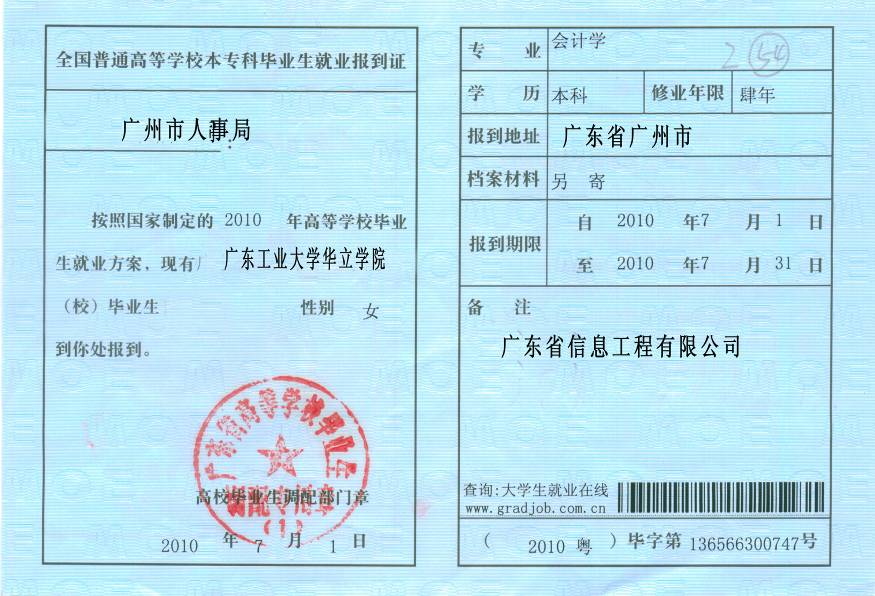 全国普通高等学校本专科毕业生就业报到证
广州市人事局
：
按照国家制定的 2010 年高等学校毕业
生就业方案，现有 广东工业大学华立学院
（校）毕业生 性别 女
到你处报到。
广东省高等学校毕业生
调配专用章
（1）
高校毕业生调配部门章
2010 年 7 月 1 日
2 54
专业 会计学
学历 本科 修业年限 肆年
报到地址 广东省广州市
档案材料 另寄
报到期限 自 2010 年 7 月 1 日
至 2010 年 7 月 31 日
备注
广东省信息工程有限公司
查询:大学生就业在线
www.gradjob.com.cn
（ 2010 粤 ）毕字第 136566300747号